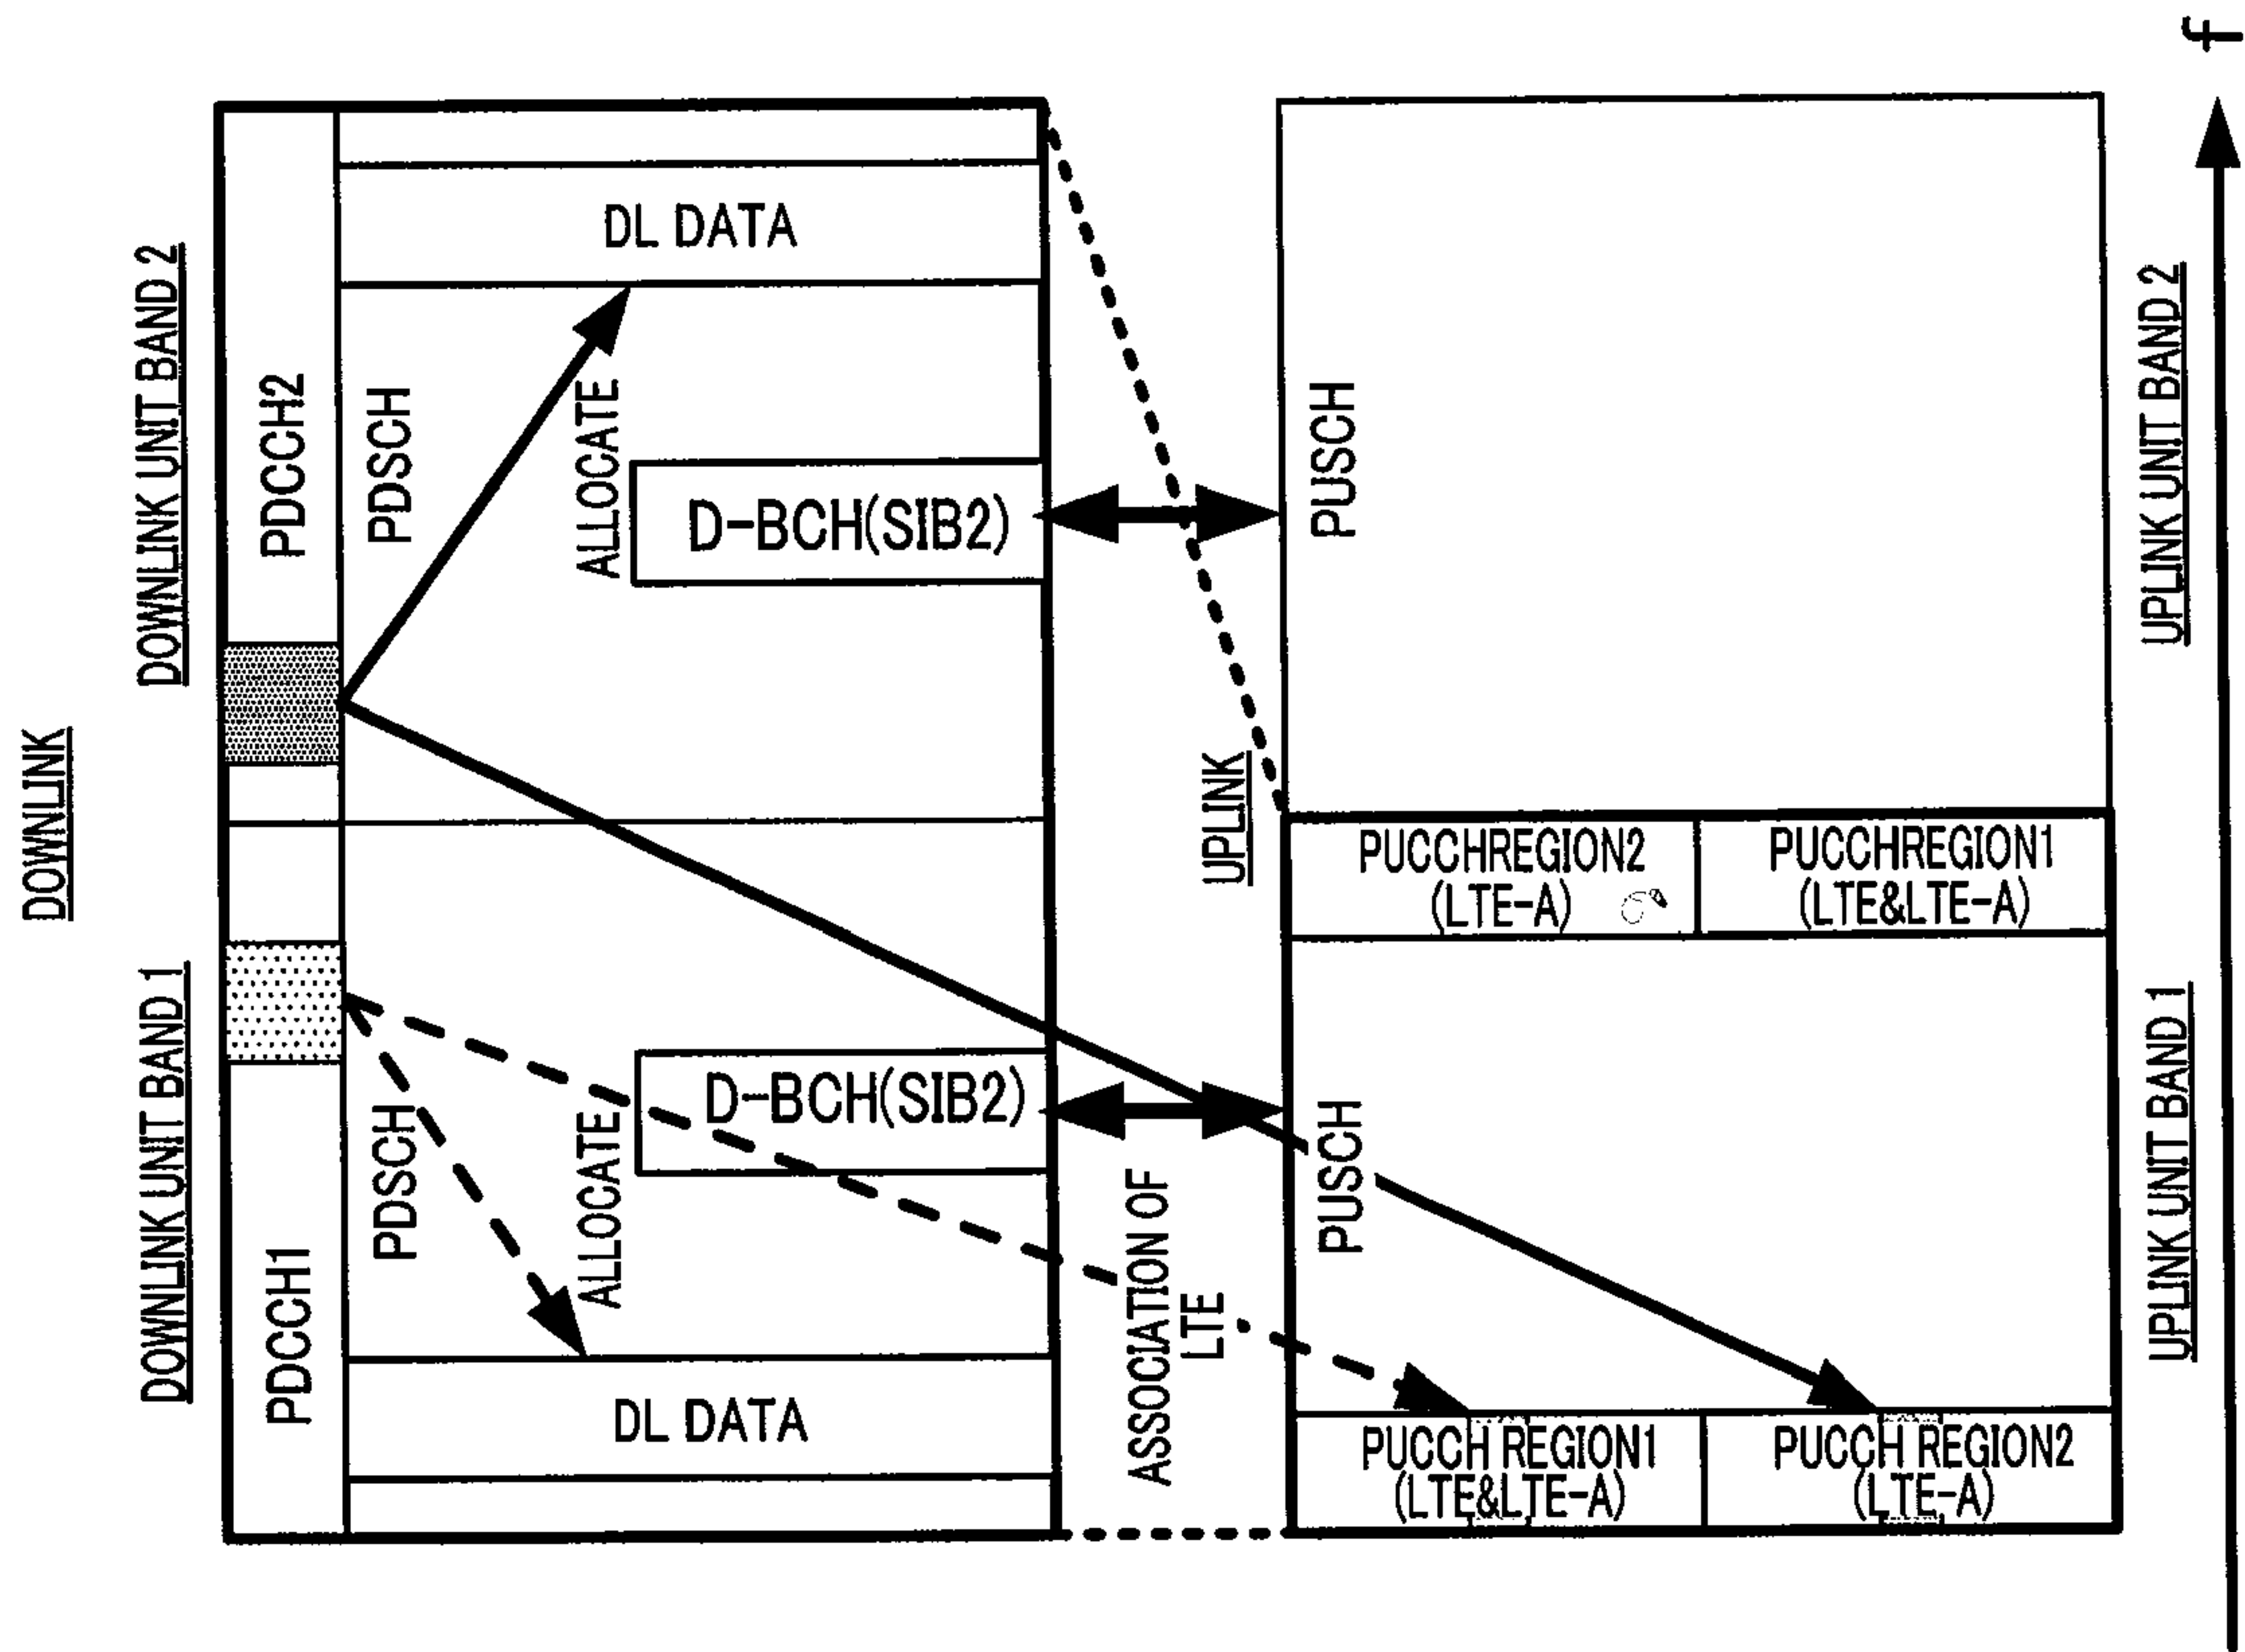 DOWNLINK
DOWNLINK UNIT BAND 1
DOWNLINK UNIT BAND 2
PDCCH1
PDCCH2
PDSCH
PDSCH
ALLOCATE
ALLOCATE
DL DATA
D-BCH(SIB2)
D-BCH(SIB2)
DL DATA
ASSOCIATION OF
LTE
UPLINK
PUSCH
PUSCH
PUCCH REGION1
(LTE&LTE-A)
PUCCHREGION2
(LTE-A)
PUCCH REGION2
(LTE-A)
PUCCHREGION1
(LTE&LTE-A)
UPLINK UNIT BAND 1
UPLINK UNIT BAND 2
f